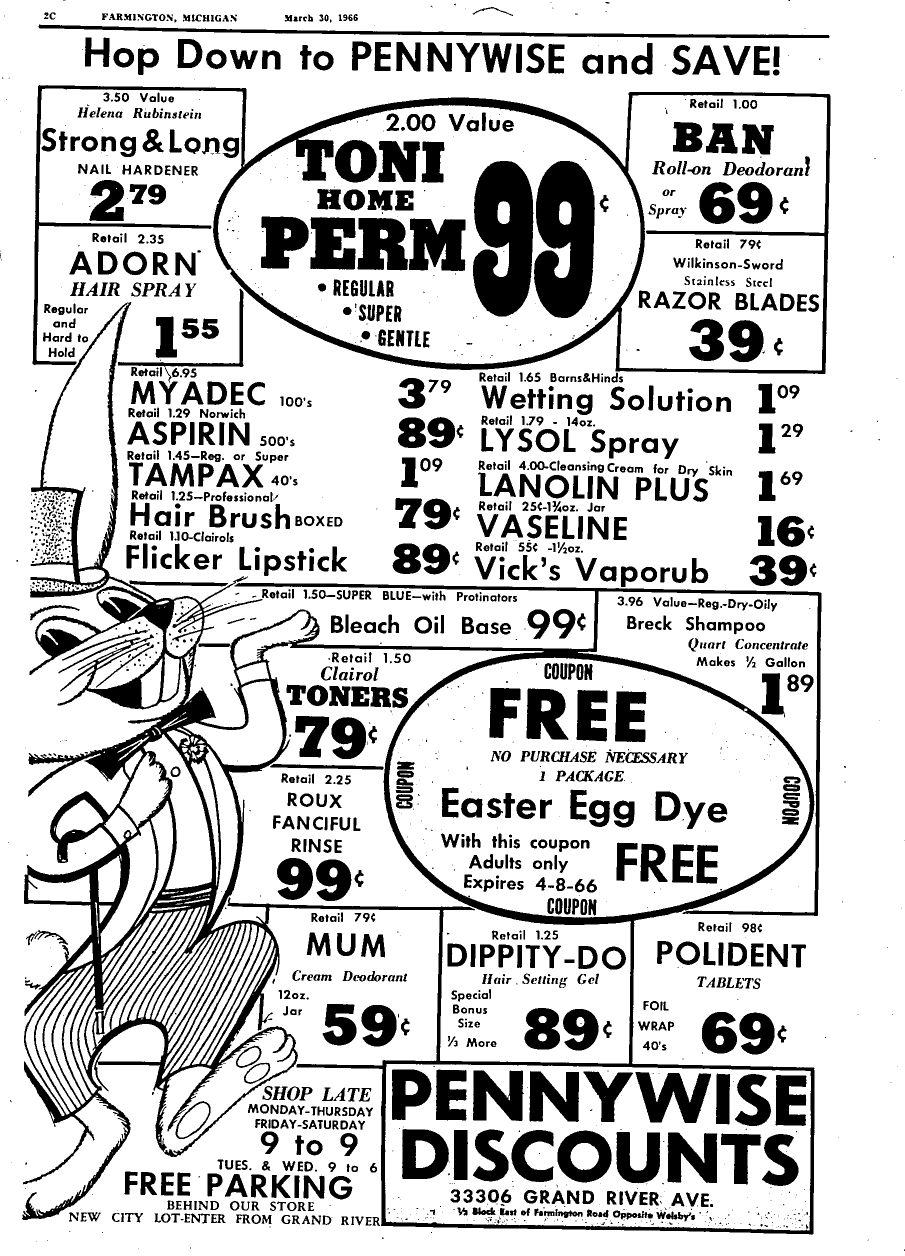 2C FARMINGTON, MICHIGAN March 30, 1966
Hop Down to PENNYWISE and SAVE!
3.50 Value
Helena Rubinstein
Strong & Long
NAIL HARDENER
2 79
Retail 2.35
ADORN
HAIR SPRAY
Regular
and
Hard to
Hold
1 55
2.00 Value
TONI
HOME
PERM
99¢
• REGULAR
• SUPER
• GENTLE
Retail 1.00
BAN
Roll-on Deodorant
or
Spray 69¢
Retail 79¢
Wilkinson-Sword
Stainless Steel
RAZOR BLADES
39¢
Retail 6.95
MYADEC 100's 3 79
Retail 1.29 Norwich
ASPIRIN 500's 89¢
Retail 1.45—Reg. or Super
TAMPAX 40's 1 09
Retail 1.25—Professional
Hair Brush BOXED 79¢
Retail 1.10-Clairols
Flicker Lipstick 89¢
Retail 1.65 Barns&Hinds
Wetting Solution 1 09
Retail 1.79 - 14oz.
LYSOL Spray 1 29
Retail 4.00-Cleansing Cream for Dry Skin
LANOLIN PLUS 1 69
Retail 25¢-1¾oz. Jar
VASELINE 16¢
Retail 55¢ -1½oz.
Vick's Vaporub 39¢
Retail 1.50—SUPER BLUE—with Protinators
Bleach Oil Base 99¢
3.96 Value—Reg.-Dry-Oily
Breck Shampoo
Quart Concentrate
Makes ½ Gallon
1 89
Retail 1.50
Clairol
TONERS
79¢
Retail 2.25
ROUX
FANCIFUL
RINSE
99¢
COUPON
FREE
NO PURCHASE NECESSARY
1 PACKAGE
COUPON
COUPON
Easter Egg Dye
With this coupon
Adults only
Expires 4-8-66
FREE
COUPON
Retail 79¢
MUM
Cream Deodorant
12oz.
Jar
59¢
Retail 1.25
DIPPITY-DO
Hair Setting Gel
Special
Bonus
Size
⅓ More
89¢
Retail 98¢
POLIDENT
TABLETS
FOIL
WRAP
40's
69¢
SHOP LATE
MONDAY-THURSDAY
FRIDAY-SATURDAY
9 to 9
TUES. & WED. 9 to 6
FREE PARKING
BEHIND OUR STORE
NEW CITY LOT-ENTER FROM GRAND RIVER
PENNYWISE
DISCOUNTS
33306 GRAND RIVER AVE.
½ Block East of Farmington Road Opposite Welsby's